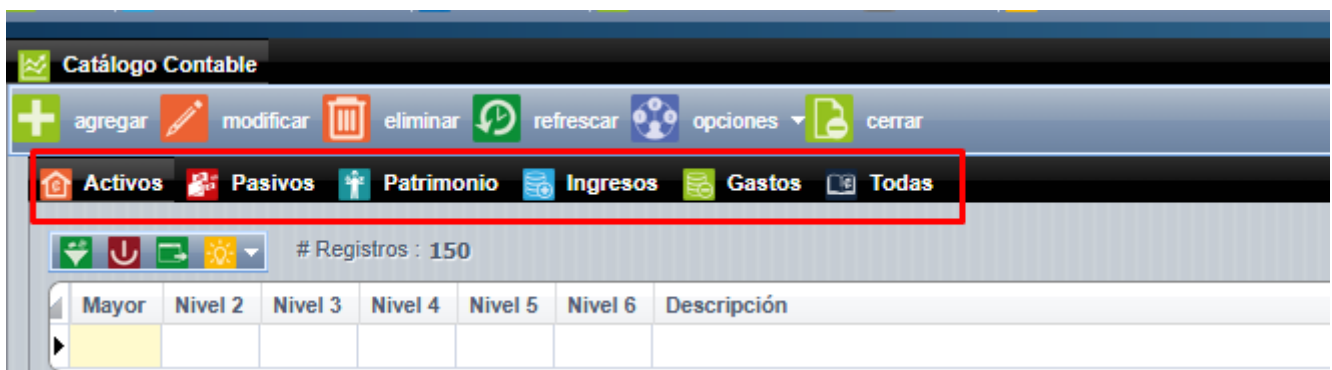 Catálogo Contable
agregar modificar eliminar refrescar opciones cerrar
Activos Pasivos Patrimonio Ingresos Gastos Todas
# Registros : 150
Mayor Nivel 2 Nivel 3 Nivel 4 Nivel 5 Nivel 6 Descripción